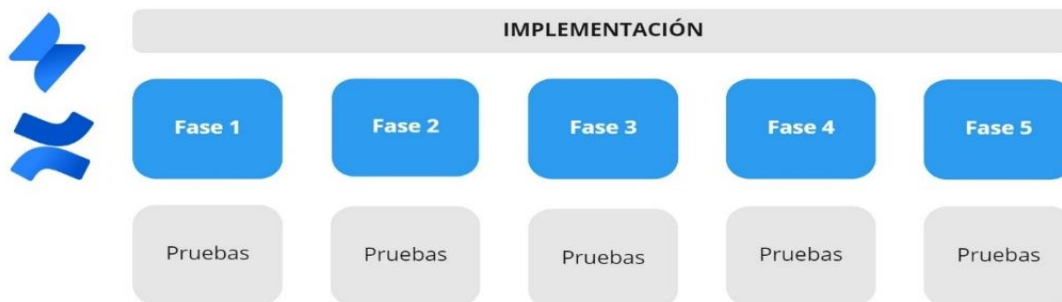 IMPLEMENTACIÓN
Fase 1 Fase 2 Fase 3 Fase 4 Fase 5
Pruebas Pruebas Pruebas Pruebas Pruebas